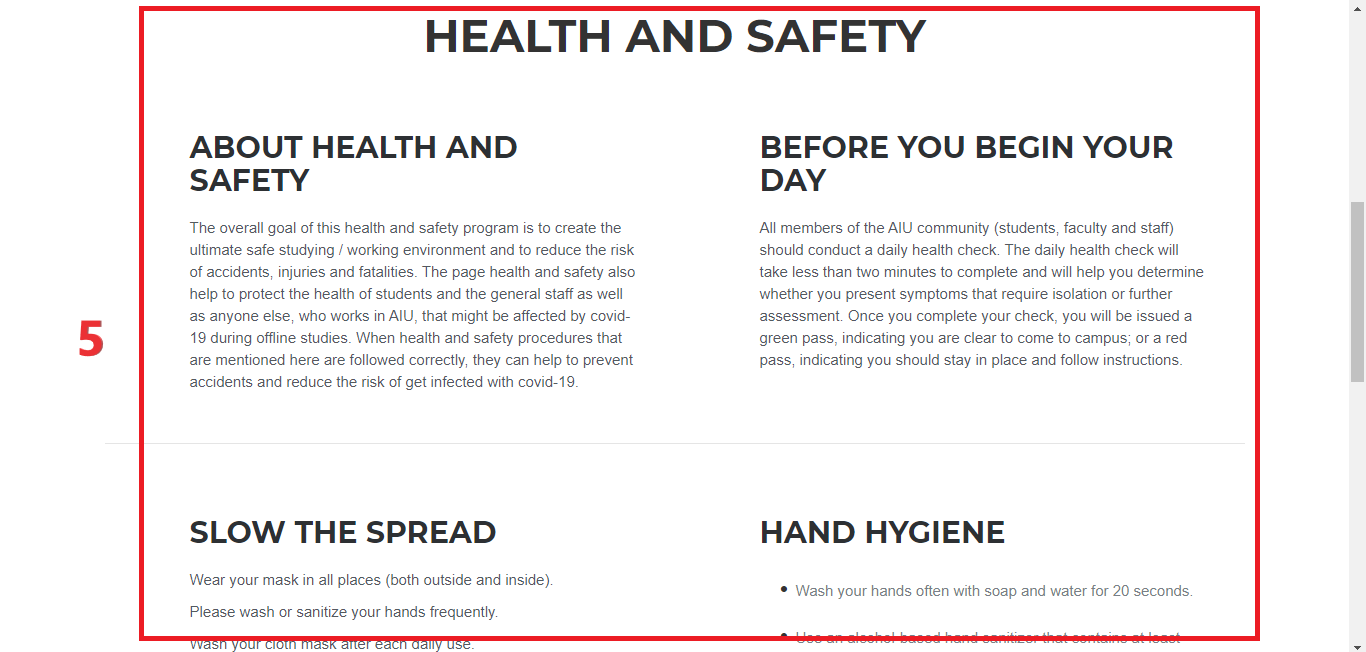 HEALTH AND SAFETY
ABOUT HEALTH AND
SAFETY
The overall goal of this health and safety program is to create the
ultimate safe studying / working environment and to reduce the risk
of accidents, injuries and fatalities. The page health and safety also
help to protect the health of students and the general staff as well
as anyone else, who works in AIU, that might be affected by covid-
19 during offline studies. When health and safety procedures that
are mentioned here are followed correctly, they can help to prevent
accidents and reduce the risk of get infected with covid-19.
BEFORE YOU BEGIN YOUR
DAY
All members of the AIU community (students, faculty and staff)
should conduct a daily health check. The daily health check will
take less than two minutes to complete and will help you determine
whether you present symptoms that require isolation or further
assessment. Once you complete your check, you will be issued a
green pass, indicating you are clear to come to campus; or a red
pass, indicating you should stay in place and follow instructions.
5
SLOW THE SPREAD
Wear your mask in all places (both outside and inside).
Please wash or sanitize your hands frequently.
Wash your cloth mask after each daily use.
HAND HYGIENE
• Wash your hands often with soap and water for 20 seconds.
• Use an alcohol-based hand sanitizer that contains at least